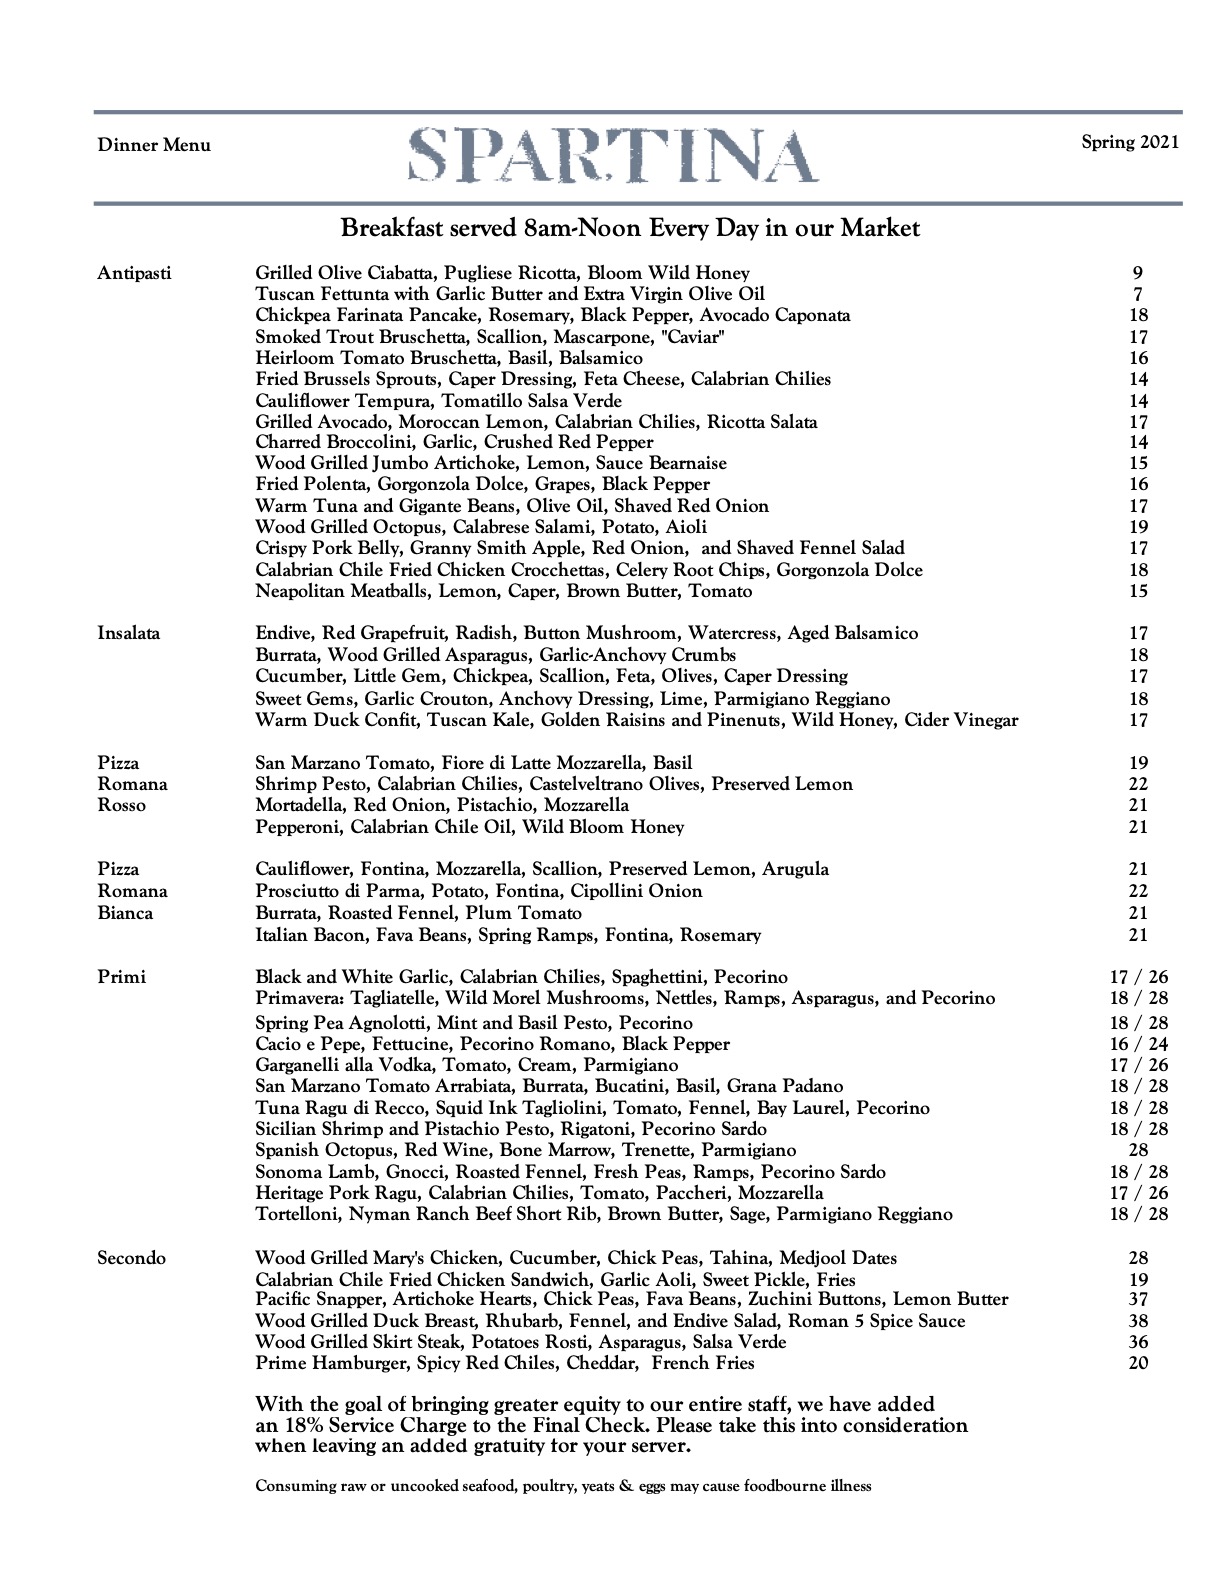 Dinner Menu
SPARTINA
Spring 2021
Breakfast served 8am-Noon Every Day in our Market
Antipasti Grilled Olive Ciabatta, Pugliese Ricotta, Bloom Wild Honey 9
Tuscan Fettunta with Garlic Butter and Extra Virgin Olive Oil 7
Chickpea Farinata Pancake, Rosemary, Black Pepper, Avocado Caponata 18
Smoked Trout Bruschetta, Scallion, Mascarpone, "Caviar" 17
Heirloom Tomato Bruschetta, Basil, Balsamico 16
Fried Brussels Sprouts, Caper Dressing, Feta Cheese, Calabrian Chilies 14
Cauliflower Tempura, Tomatillo Salsa Verde 14
Grilled Avocado, Moroccan Lemon, Calabrian Chilies, Ricotta Salata 17
Charred Broccolini, Garlic, Crushed Red Pepper 14
Wood Grilled Jumbo Artichoke, Lemon, Sauce Bearnaise 15
Fried Polenta, Gorgonzola Dolce, Grapes, Black Pepper 16
Warm Tuna and Gigante Beans, Olive Oil, Shaved Red Onion 17
Wood Grilled Octopus, Calabrese Salami, Potato, Aioli 19
Crispy Pork Belly, Granny Smith Apple, Red Onion, and Shaved Fennel Salad 17
Calabrian Chile Fried Chicken Crocchettas, Celery Root Chips, Gorgonzola Dolce 18
Neapolitan Meatballs, Lemon, Caper, Brown Butter, Tomato 15
Insalata Endive, Red Grapefruit, Radish, Button Mushroom, Watercress, Aged Balsamico 17
Burrata, Wood Grilled Asparagus, Garlic-Anchovy Crumbs 18
Cucumber, Little Gem, Chickpea, Scallion, Feta, Olives, Caper Dressing 17
Sweet Gems, Garlic Crouton, Anchovy Dressing, Lime, Parmigiano Reggiano 18
Warm Duck Confit, Tuscan Kale, Golden Raisins and Pinenuts, Wild Honey, Cider Vinegar 17
Pizza San Marzano Tomato, Fiore di Latte Mozzarella, Basil 19
Romana Shrimp Pesto, Calabrian Chilies, Castelveltrano Olives, Preserved Lemon 22
Rosso Mortadella, Red Onion, Pistachio, Mozzarella 21
Pepperoni, Calabrian Chile Oil, Wild Bloom Honey 21
Pizza Cauliflower, Fontina, Mozzarella, Scallion, Preserved Lemon, Arugula 21
Romana Prosciutto di Parma, Potato, Fontina, Cipollini Onion 22
Bianca Burrata, Roasted Fennel, Plum Tomato 21
Italian Bacon, Fava Beans, Spring Ramps, Fontina, Rosemary 21
Primi Black and White Garlic, Calabrian Chilies, Spaghettini, Pecorino 17 / 26
Primavera: Tagliatelle, Wild Morel Mushrooms, Nettles, Ramps, Asparagus, and Pecorino 18 / 28
Spring Pea Agnolotti, Mint and Basil Pesto, Pecorino 18 / 28
Cacio e Pepe, Fettucine, Pecorino Romano, Black Pepper 16 / 24
Garganelli alla Vodka, Tomato, Cream, Parmigiano 17 / 26
San Marzano Tomato Arrabiata, Burrata, Bucatini, Basil, Grana Padano 18 / 28
Tuna Ragu di Recco, Squid Ink Tagliolini, Tomato, Fennel, Bay Laurel, Pecorino 18 / 28
Sicilian Shrimp and Pistachio Pesto, Rigatoni, Pecorino Sardo 18 / 28
Spanish Octopus, Red Wine, Bone Marrow, Trenette, Parmigiano 28
Sonoma Lamb, Gnocci, Roasted Fennel, Fresh Peas, Ramps, Pecorino Sardo 18 / 28
Heritage Pork Ragu, Calabrian Chilies, Tomato, Paccheri, Mozzarella 17 / 26
Tortelloni, Nyman Ranch Beef Short Rib, Brown Butter, Sage, Parmigiano Reggiano 18 / 28
Secondo Wood Grilled Mary's Chicken, Cucumber, Chick Peas, Tahina, Medjool Dates 28
Calabrian Chile Fried Chicken Sandwich, Garlic Aoli, Sweet Pickle, Fries 19
Pacific Snapper, Artichoke Hearts, Chick Peas, Fava Beans, Zuchini Buttons, Lemon Butter 37
Wood Grilled Duck Breast, Rhubarb, Fennel, and Endive Salad, Roman 5 Spice Sauce 38
Wood Grilled Skirt Steak, Potatoes Rosti, Asparagus, Salsa Verde 36
Prime Hamburger, Spicy Red Chiles, Cheddar, French Fries 20
With the goal of bringing greater equity to our entire staff, we have added
an 18% Service Charge to the Final Check. Please take this into consideration
when leaving an added gratuity for your server.
Consuming raw or uncooked seafood, poultry, yeats & eggs may cause foodbourne illness